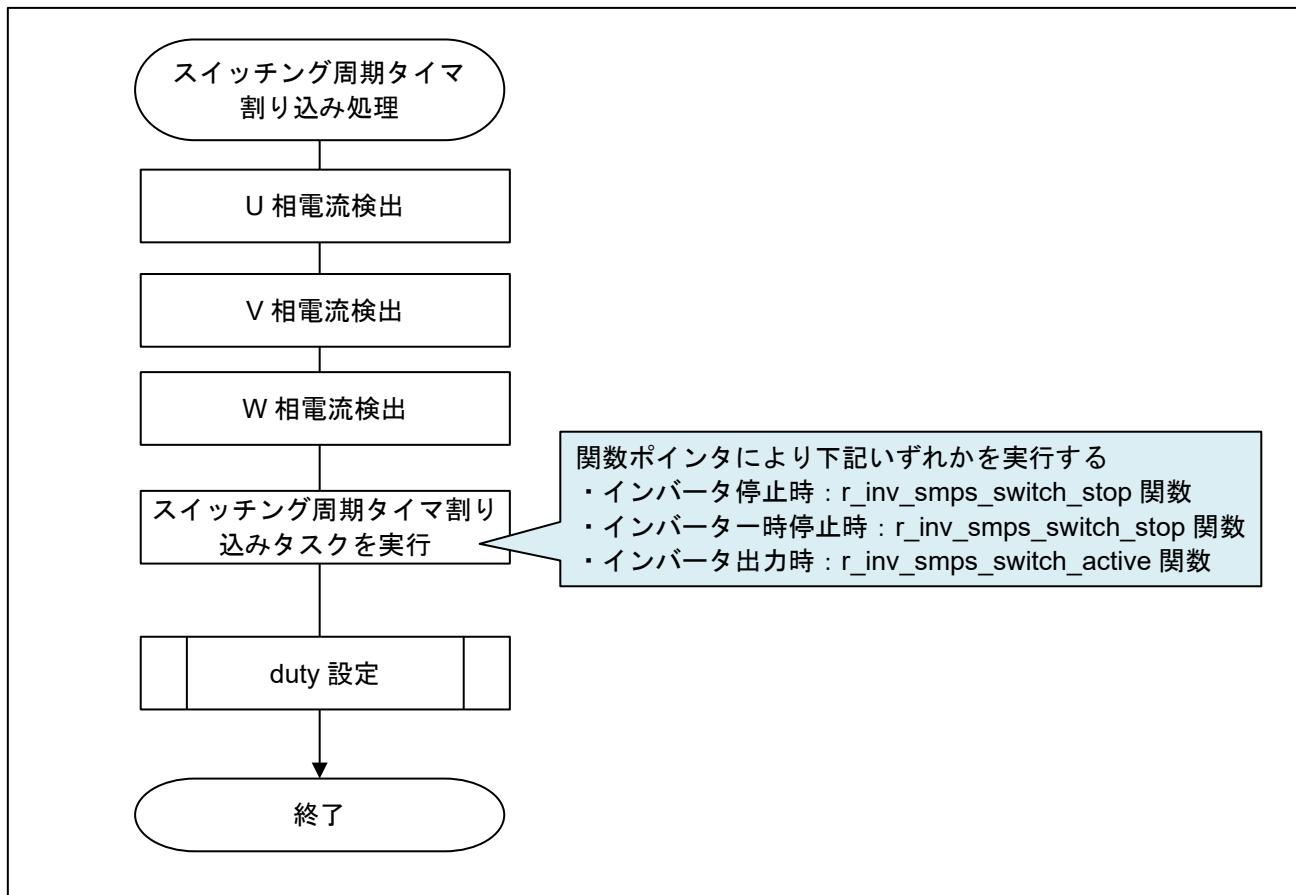 スイッチング周期タイマ
割り込み処理
U 相電流検出
V 相電流検出
W 相電流検出
スイッチング周期タイマ割り
込みタスクを実行
関数ポインタにより下記いずれかを実行する
・インバータ停止時：r_inv_smps_switch_stop 関数
・インバータ一時停止時：r_inv_smps_switch_stop 関数
・インバータ出力時：r_inv_smps_switch_active 関数
duty 設定
終了